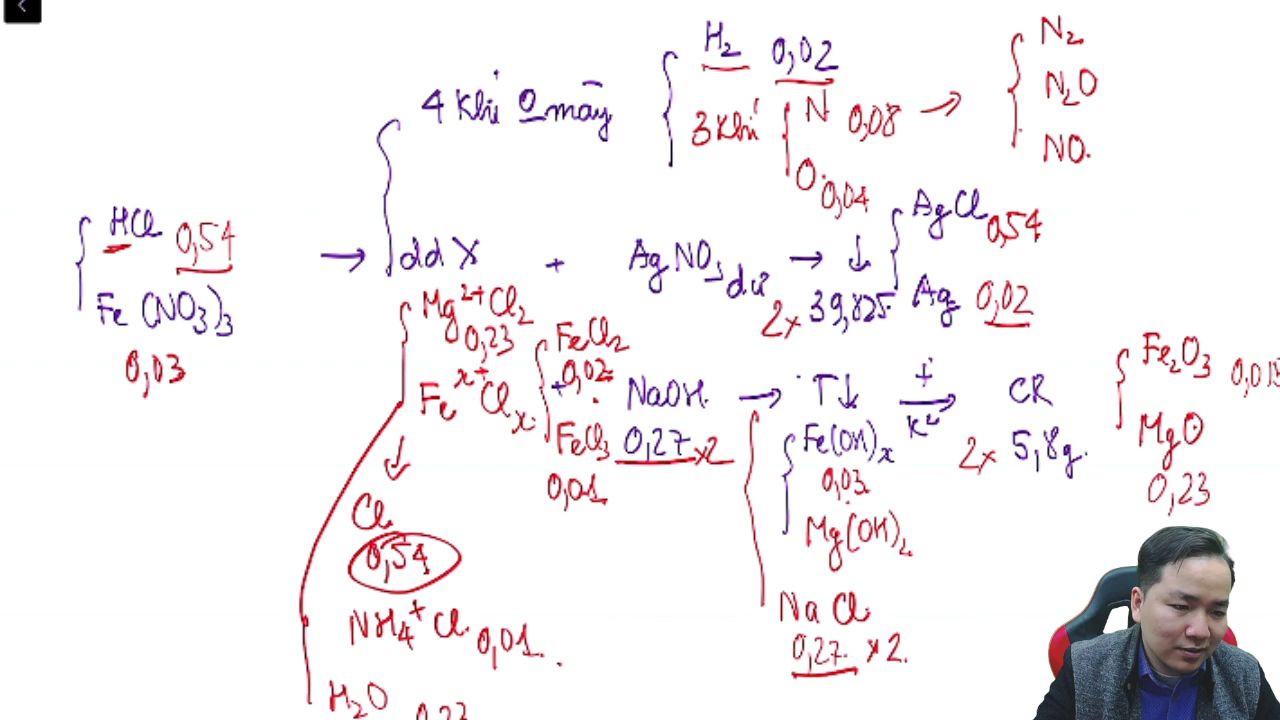 4 khí 0 màu { H2 0,02
3 khí { N 0,08 → { N2
N2O
NO.
O 0,04
{ HCl 0,54
Fe(NO3)3
0,03
→ { dd X + AgNO3 dư → ↓ { AgCl 0,54
2x 39,825. Ag 0,02
{ Mg2+Cl2
0,23
Fe x+ Clx
{ FeCl2
0,02
FeCl3
0,01
+ NaOH
0,27 x2
→ T↓ + K2 → CR
2x 5,8g.
{ Fe2O3
MgO
0,23
{ Fe(OH)x
0,03
Mg(OH)2
NaCl
0,27 x2.
↓
Cl
0,54
NH4+Cl 0,01.
H2O